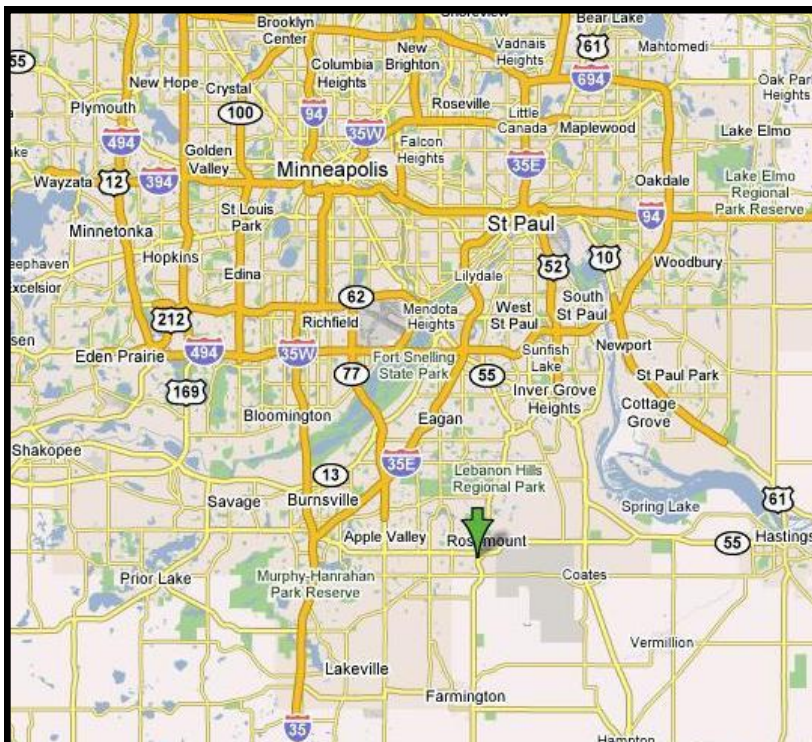 Brooklyn
Center
Shoreview
Bear Lake
New
Brighton
Vadnais
Heights
61
Mahtomedi
55
New Hope
Crystal
Columbia
Heights
694
Oak Park
Heights
Plymouth
100
94
Roseville
Little
Canada
Maplewood
Lake Elmo
494
Golden
Valley
35W
Falcon
Heights
35E
Wayzata
12
394
Minneapolis
Oakdale
Lake Elmo
Regional
Park Reserve
St Louis
Park
St Paul
94
Minnetonka
Hopkins
Edina
Lilydale
52
10
Woodbury
Excelsior
62
Mendota
Heights
West
St Paul
South
St Paul
212
Richfield
Eden Prairie
494
35W
Fort Snelling
State Park
Sunfish
Lake
Newport
77
55
St Paul Park
169
Inver Grove
Heights
Bloomington
Eagan
Cottage
Grove
Shakopee
35E
13
Lebanon Hills
Regional Park
Savage
Burnsville
Spring Lake
61
Apple Valley
Rosemount
55
Hastings
Prior Lake
Murphy-Hanrahan
Park Reserve
Coates
Vermillion
Lakeville
Farmington
35
Hampton